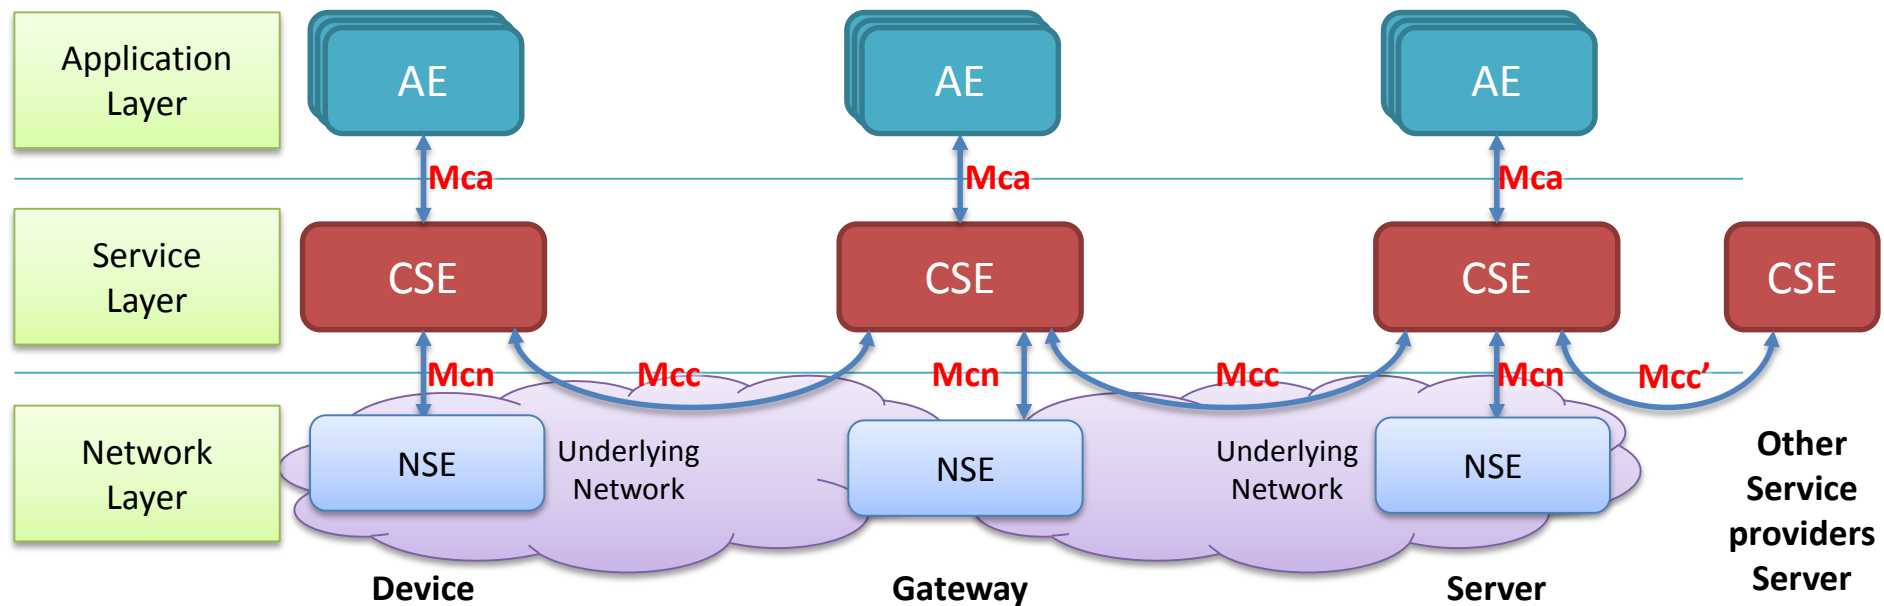 Application
Layer
AE
AE
AE
Mca
Mca
Mca
Service
Layer
CSE
CSE
CSE
CSE
Mcn
Mcc
Mcn
Mcc
Mcn
Mcc’
Network
Layer
NSE
Underlying
Network
NSE
Underlying
Network
NSE
Other
Service
providers
Server
Device
Gateway
Server